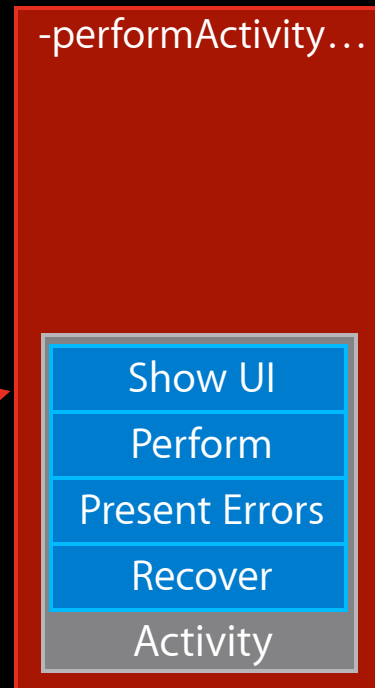 -performActivity…
Show UI
Perform
Present Errors
Recover
Activity